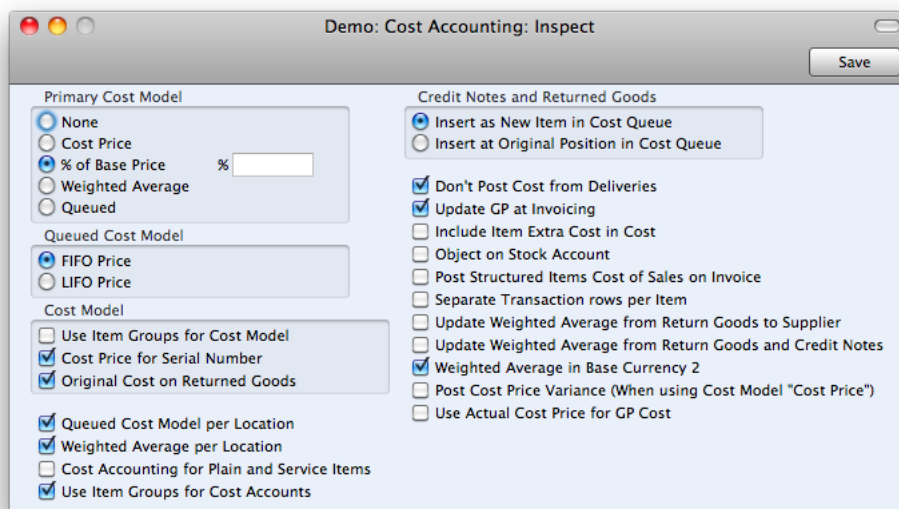 Demo: Cost Accounting: Inspect
Save
Primary Cost Model
None
Cost Price
% of Base Price %
Weighted Average
Queued
Queued Cost Model
FIFO Price
LIFO Price
Cost Model
Use Item Groups for Cost Model
Cost Price for Serial Number
Original Cost on Returned Goods
Queued Cost Model per Location
Weighted Average per Location
Cost Accounting for Plain and Service Items
Use Item Groups for Cost Accounts
Credit Notes and Returned Goods
Insert as New Item in Cost Queue
Insert at Original Position in Cost Queue
Don't Post Cost from Deliveries
Update GP at Invoicing
Include Item Extra Cost in Cost
Object on Stock Account
Post Structured Items Cost of Sales on Invoice
Separate Transaction rows per Item
Update Weighted Average from Return Goods to Supplier
Update Weighted Average from Return Goods and Credit Notes
Weighted Average in Base Currency 2
Post Cost Price Variance (When using Cost Model "Cost Price")
Use Actual Cost Price for GP Cost